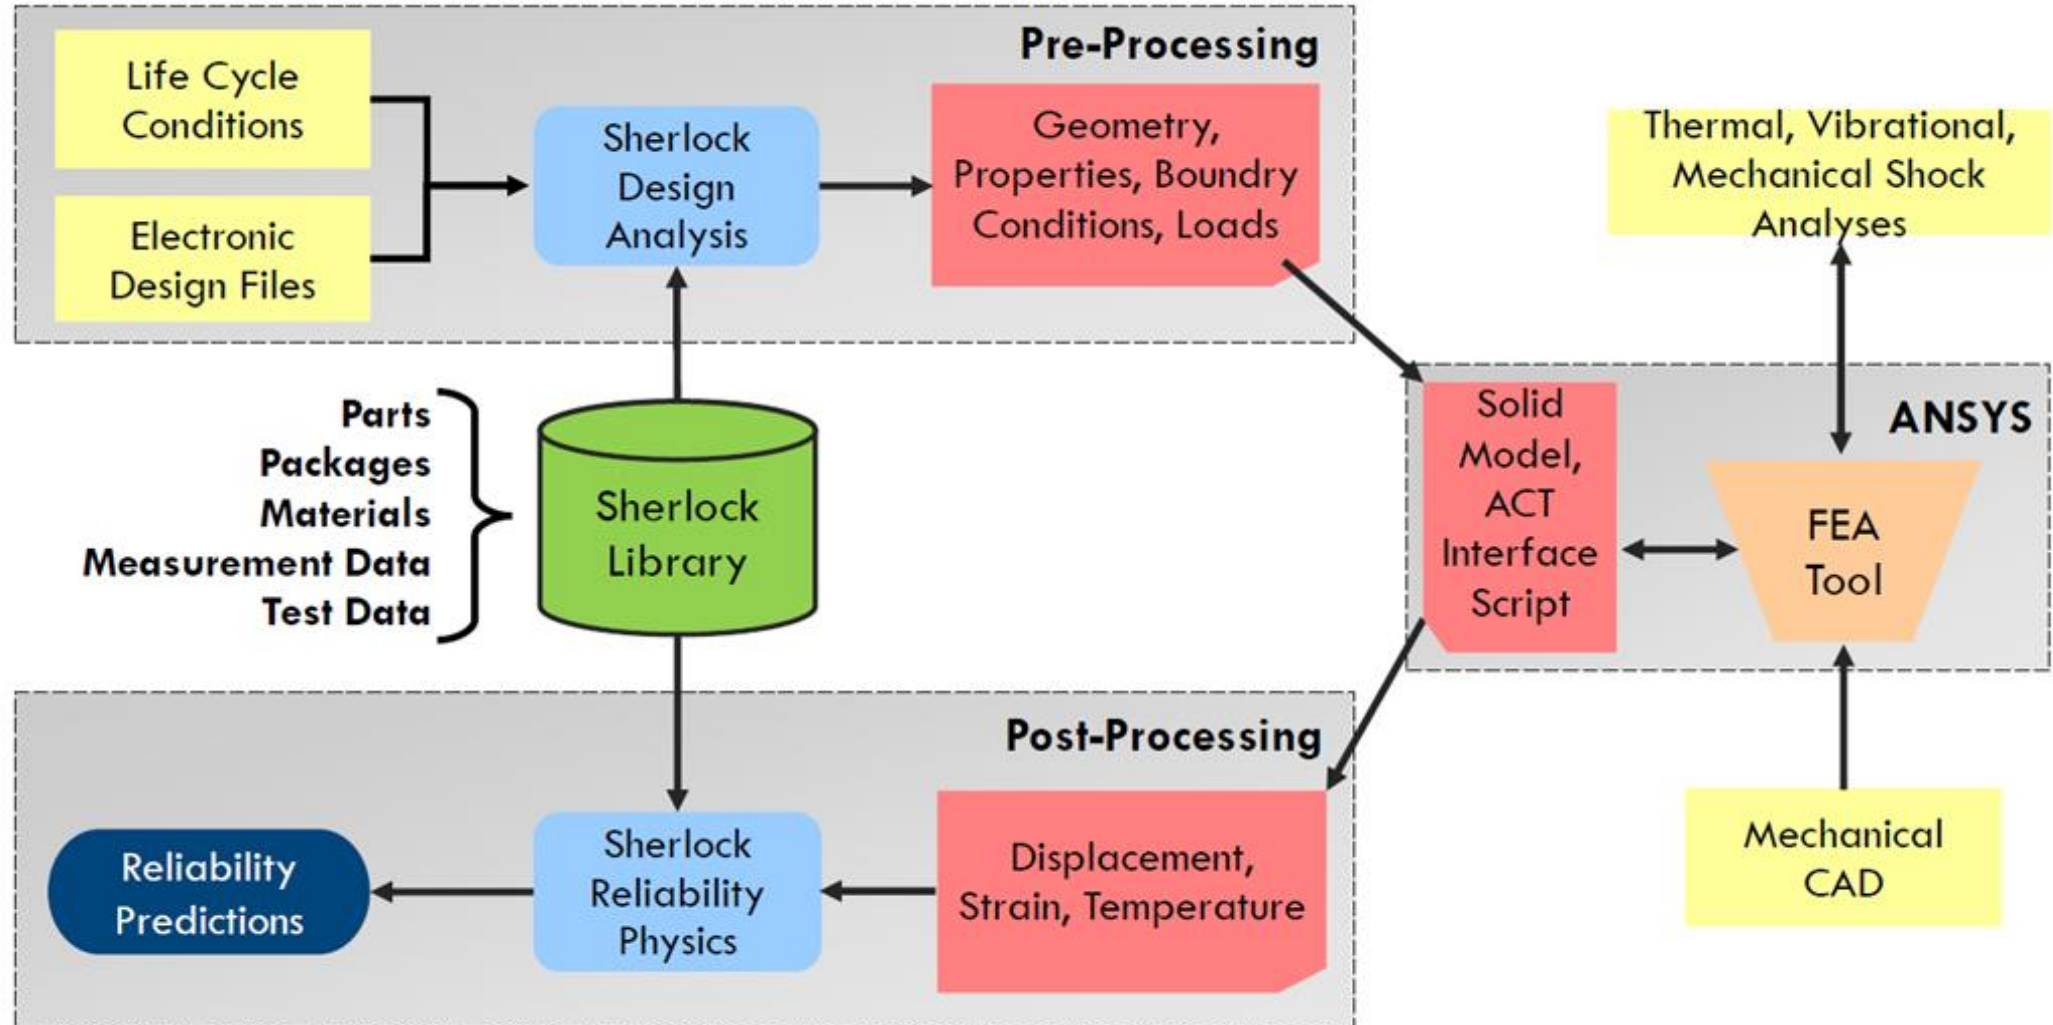 Pre-Processing
Life Cycle
Conditions
Electronic
Design Files
Sherlock
Design
Analysis
Geometry,
Properties, Boundry
Conditions, Loads
Thermal, Vibrational,
Mechanical Shock
Analyses
Parts
Packages
Materials
Measurement Data
Test Data
Sherlock
Library
Solid
Model,
ACT
Interface
Script
ANSYS
FEA
Tool
Post-Processing
Reliability
Predictions
Sherlock
Reliability
Physics
Displacement,
Strain, Temperature
Mechanical
CAD